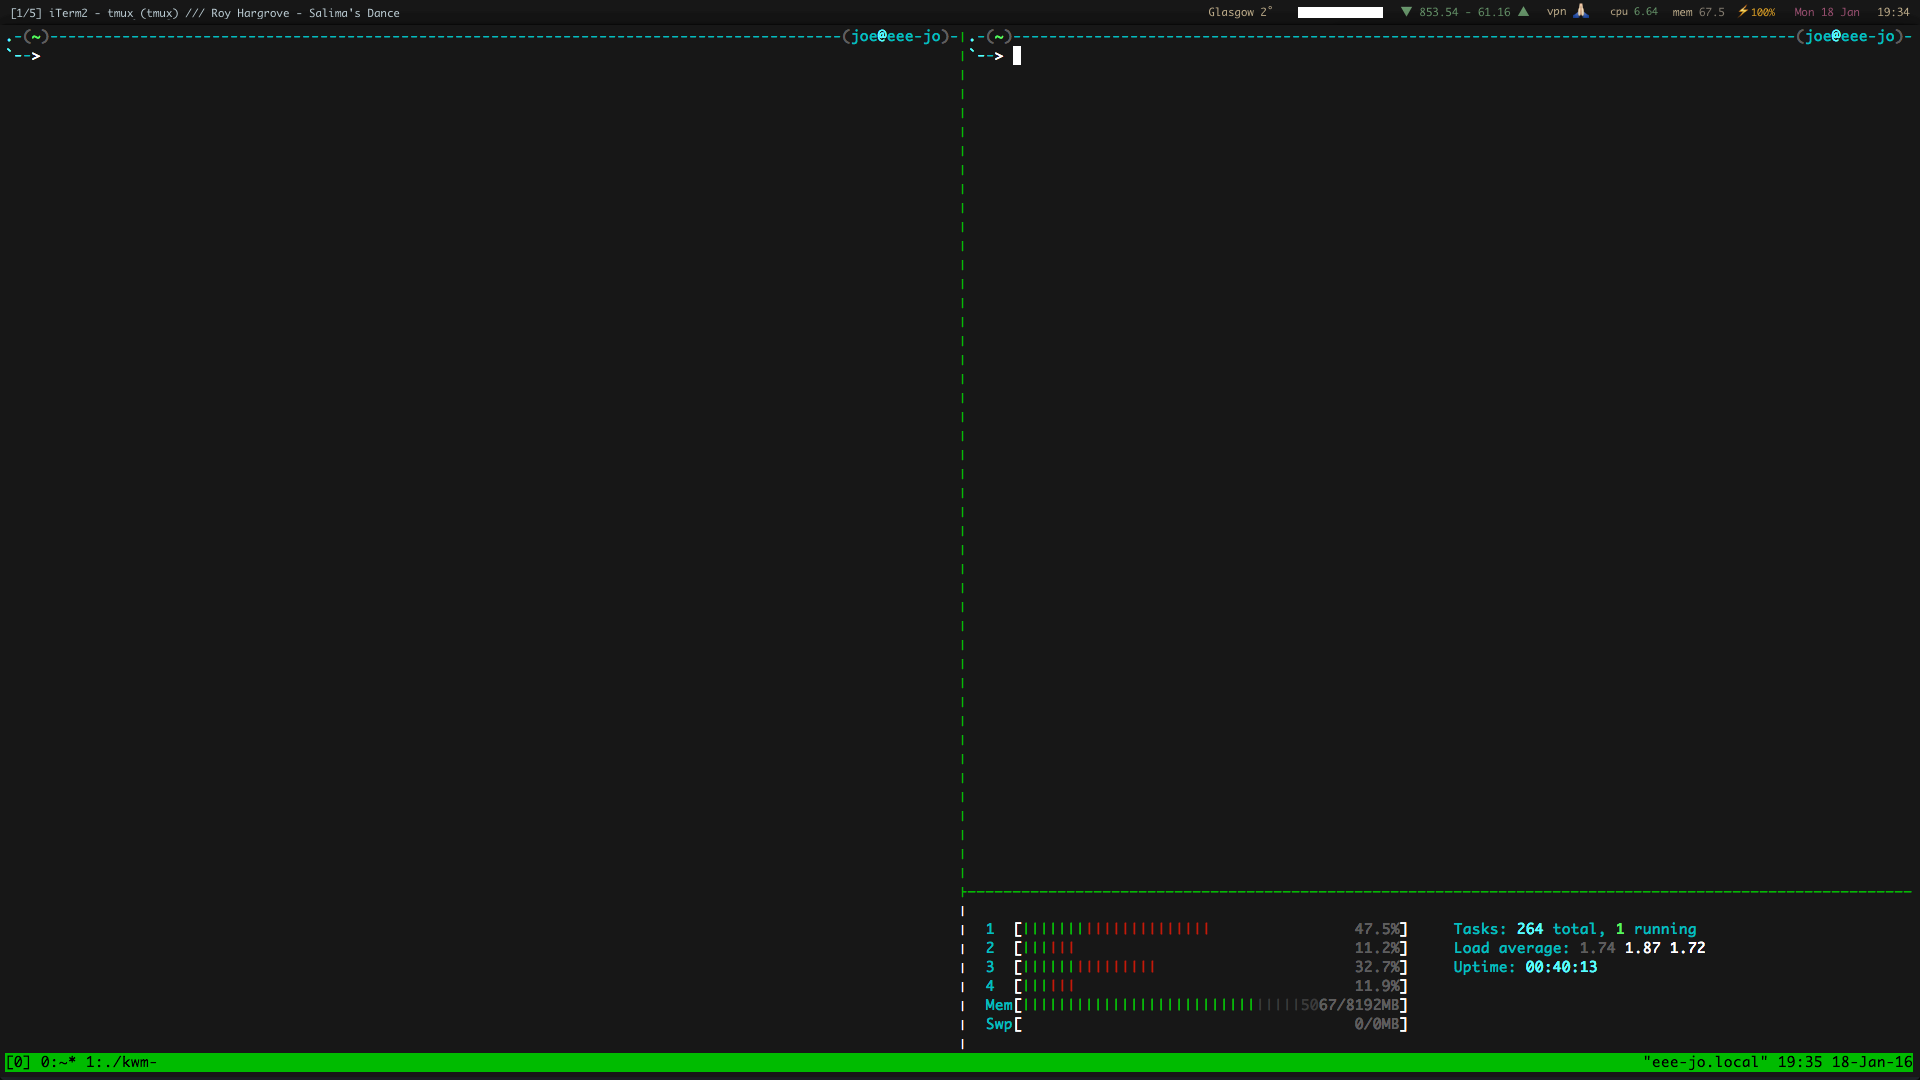 [1/5] iTerm2 - tmux (tmux) /// Roy Hargrove - Salima's Dance
Glasgow 2° ▼ 853.54 - 61.16 ▲ vpn 🙏 cpu 6.64 mem 67.5 ⚡100% Mon 18 Jan 19:34
.-(~)----------------------------------------------------------------------------------------(joe@eee-jo)-
`-->
.-(~)---------------------------------------------------------------------------------------(joe@eee-jo)-
`-->
1 [||||||||||||||||||||| 47.5%]
2 [|||||| 11.2%]
3 [||||||||||||||| 32.7%]
4 [|||||| 11.9%]
Mem[|||||||||||||||||||||||||||||||5067/8192MB]
Swp[ 0/0MB]
Tasks: 264 total, 1 running
Load average: 1.74 1.87 1.72
Uptime: 00:40:13
[0] 0:~* 1:./kwm- "eee-jo.local" 19:35 18-Jan-16